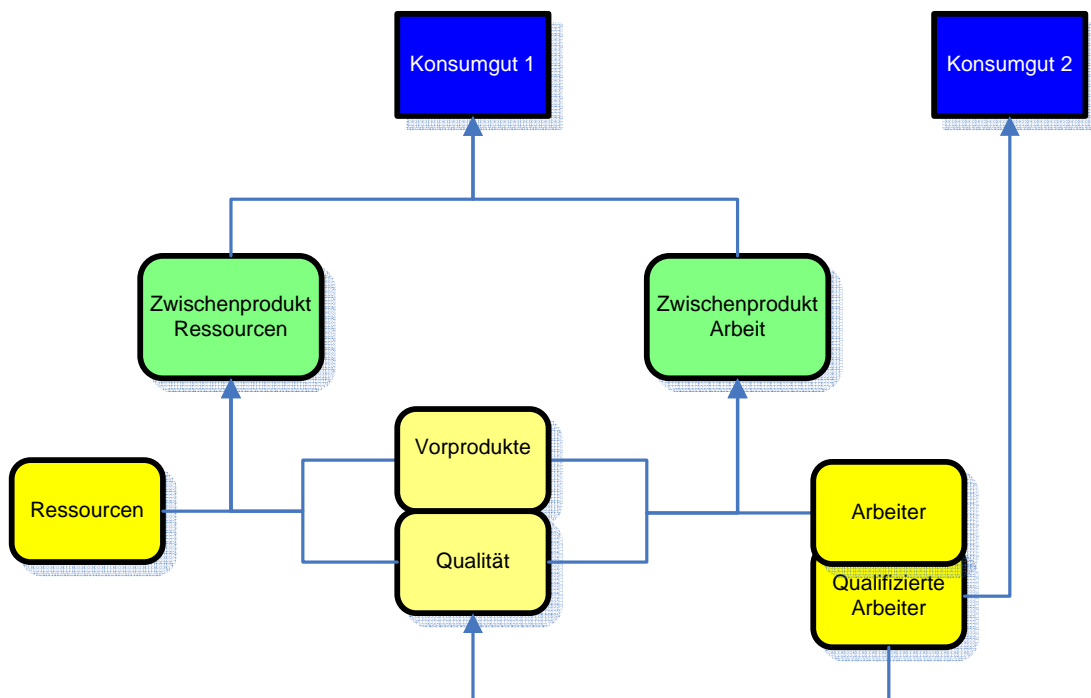 Konsumgut 1
Konsumgut 2
Zwischenprodukt
Ressourcen
Zwischenprodukt
Arbeit
Vorprodukte
Ressourcen
Arbeiter
Qualität
Qualifizierte
Arbeiter